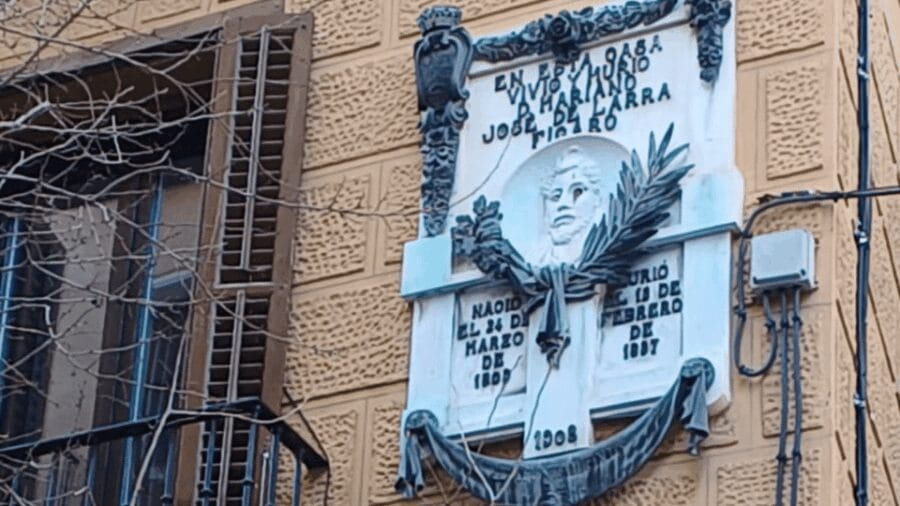 EN ESTA CASA
VIVIO Y MURIO
D. MARIANO
JOSE DE LARRA
FIGARO
NACIO
EL 24 DE
MARZO
DE
1809
MURIÓ
EL 13 DE
FEBRERO
DE
1837
1908